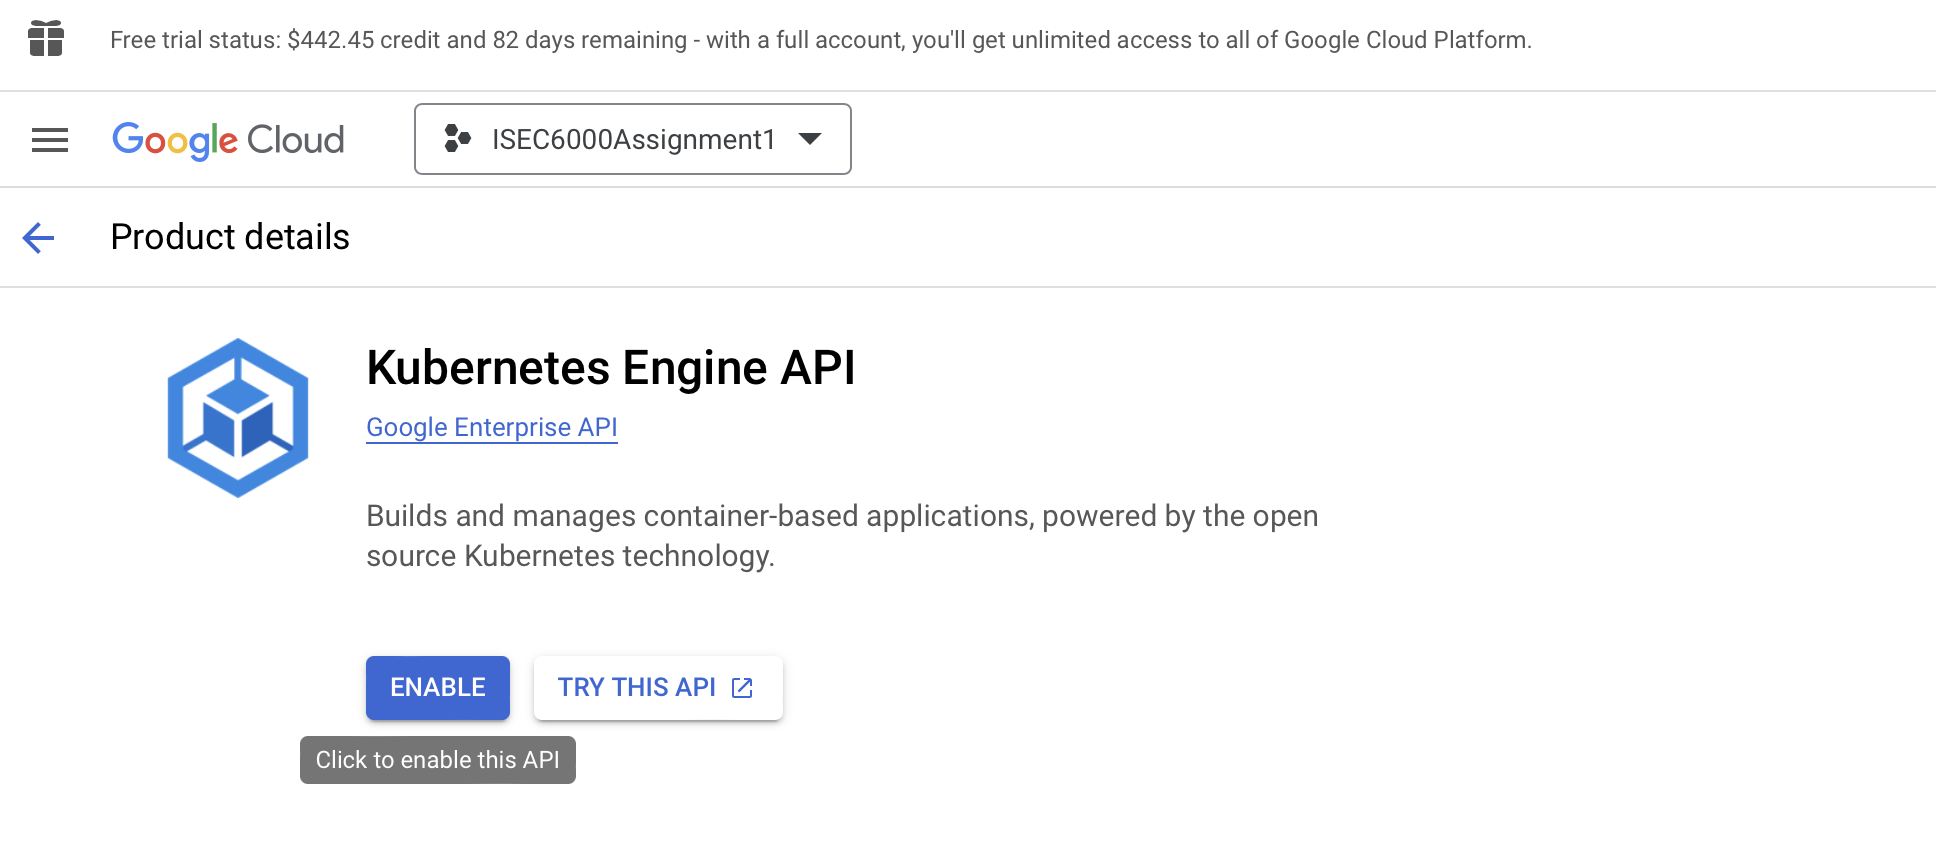 Free trial status: $442.45 credit and 82 days remaining - with a full account, you'll get unlimited access to all of Google Cloud Platform.
Google Cloud
ISEC6000Assignment1
Product details
Kubernetes Engine API
Google Enterprise API
Builds and manages container-based applications, powered by the open
source Kubernetes technology.
ENABLE
TRY THIS API
Click to enable this API